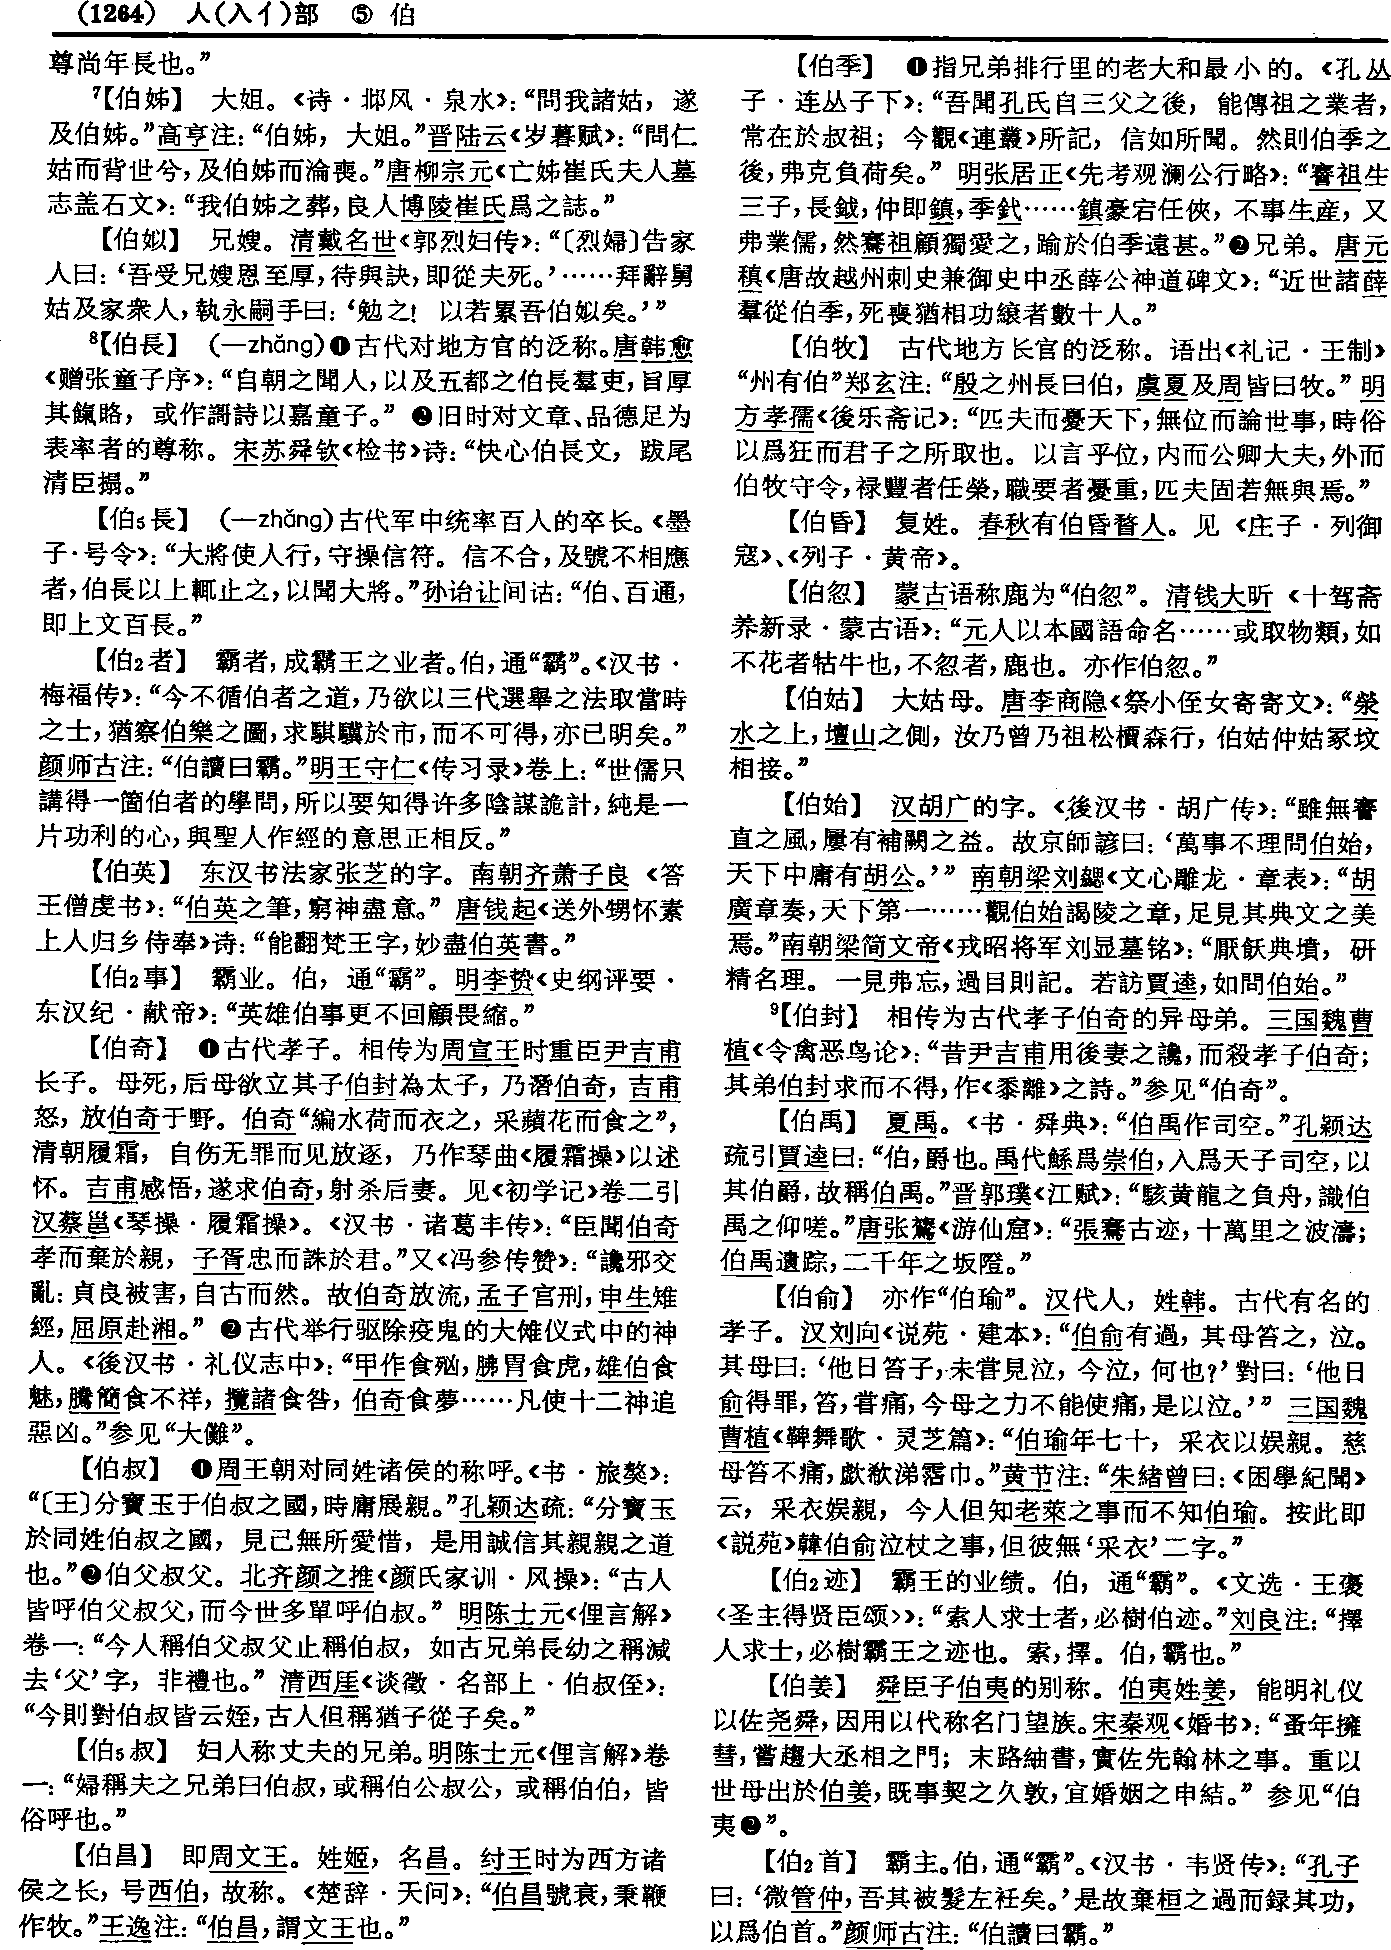 (1264) 人(入亻)部 ⑤ 伯
尊尚年長也。”
⁷【伯姊】 大姐。《诗·邶风·泉水》：“問我諸姑，遂
及伯姊。”高亨注：“伯姊，大姐。”晋陆云《岁暮赋》：“問仁
姑而背世兮，及伯姊而淪喪。”唐柳宗元《亡姊崔氏夫人墓
志盖石文》：“我伯姊之葬，良人博陵崔氏爲之誌。”
【伯姒】 兄嫂。清戴名世《郭烈妇传》：“〔烈婦〕告家
人曰：‘吾受兄嫂恩至厚，待與訣，即從夫死。’……拜辭舅
姑及家衆人，執永嗣手曰：‘勉之！以若累吾伯姒矣。’”
⁸【伯長】 (—zhǎng)❶古代对地方官的泛称。唐韩愈
《赠张童子序》：“自朝之聞人，以及五都之伯長羣吏，皆厚
其餼賂，或作謌詩以嘉童子。”❷旧时对文章、品德足为
表率者的尊称。宋苏舜钦《检书》诗：“快心伯長文，跋尾
清臣搨。”
【伯₅長】 (—zhǎng)古代军中统率百人的卒长。《墨
子·号令》：“大將使人行，守操信符。信不合，及號不相應
者，伯長以上輒止之，以聞大將。”孙诒让间诂：“伯、百通，
即上文百長。”
【伯₂者】 霸者，成霸王之业者。伯，通“霸”。《汉书·
梅福传》：“今不循伯者之道，乃欲以三代選舉之法取當時
之士，猶察伯樂之圖，求騏驥於市，而不可得，亦已明矣。”
颜师古注：“伯讀曰霸。”明王守仁《传习录》卷上：“世儒只
講得一箇伯者的學問，所以要知得许多陰謀詭計，純是一
片功利的心，與聖人作經的意思正相反。”
【伯英】 东汉书法家张芝的字。南朝齐萧子良《答
王僧虔书》：“伯英之筆，窮神盡意。”唐钱起《送外甥怀素
上人归乡侍奉》诗：“能翻梵王字，妙盡伯英書。”
【伯₂事】 霸业。伯，通“霸”。明李贽《史纲评要·
东汉纪·献帝》：“英雄伯事更不回顧畏縮。”
【伯奇】 ❶古代孝子。相传为周宣王时重臣尹吉甫
长子。母死，后母欲立其子伯封為太子，乃潛伯奇，吉甫
怒，放伯奇于野。伯奇“編水荷而衣之，采蘋花而食之”，
清朝履霜，自伤无罪而见放逐，乃作琴曲《履霜操》以述
怀。吉甫感悟，遂求伯奇，射杀后妻。见《初学记》卷二引
汉蔡邕《琴操·履霜操》。《汉书·诸葛丰传》：“臣聞伯奇
孝而棄於親，子胥忠而誅於君。”又《冯参传赞》：“讒邪交
亂：貞良被害，自古而然。故伯奇放流，孟子宫刑，申生雉
經，屈原赴湘。”❷古代举行驱除疫鬼的大傩仪式中的神
人。《後汉书·礼仪志中》：“甲作食㐫，胇胃食虎，雄伯食
魅，騰簡食不祥，攬諸食咎，伯奇食夢……凡使十二神追
惡凶。”参见“大儺”。
【伯叔】 ❶周王朝对同姓诸侯的称呼。《书·旅獒》：
“〔王〕分寶玉于伯叔之國，時庸展親。”孔颖达疏：“分寶玉
於同姓伯叔之國，見己無所愛惜，是用誠信其親親之道
也。”❷伯父叔父。北齐颜之推《颜氏家训·风操》：“古人
皆呼伯父叔父，而今世多單呼伯叔。”明陈士元《俚言解》
卷一：“今人稱伯父叔父止稱伯叔，如古兄弟長幼之稱減
去‘父’字，非禮也。”清西厓《谈徵·名部上·伯叔侄》：
“今則對伯叔皆云姪，古人但稱猶子從子矣。”
【伯₅叔】 妇人称丈夫的兄弟。明陈士元《俚言解》卷
一：“婦稱夫之兄弟曰伯叔，或稱伯公叔公，或稱伯伯，皆
俗呼也。”
【伯昌】 即周文王。姓姬，名昌。纣王时为西方诸
侯之长，号西伯，故称。《楚辞·天问》：“伯昌號衰，秉鞭
作牧。”王逸注：“伯昌，謂文王也。”
【伯季】 ❶指兄弟排行里的老大和最小的。《孔丛
子·连丛子下》：“吾聞孔氏自三父之後，能傳祖之業者，
常在於叔祖；今觀《連叢》所記，信如所聞。然則伯季之
後，弗克負荷矣。”明张居正《先考观澜公行略》：“謇祖生
三子，長鉞，仲即鎮，季釴……鎮豪宕任俠，不事生産，又
弗業儒，然謇祖顧獨愛之，踰於伯季遠甚。”❷兄弟。唐元
稹《唐故越州刺史兼御史中丞薛公神道碑文》：“近世諸薛
羣從伯季，死喪猶相功緦者數十人。”
【伯牧】 古代地方长官的泛称。语出《礼记·王制》
“州有伯”郑玄注：“殷之州長曰伯，虞夏及周皆曰牧。”明
方孝孺《後乐斋记》：“匹夫而憂天下，無位而論世事，時俗
以爲狂而君子之所取也。以言乎位，内而公卿大夫，外而
伯牧守令，禄豐者任榮，職要者憂重，匹夫固若無與焉。”
【伯昏】 复姓。春秋有伯昏瞀人。见《庄子·列御
寇》、《列子·黄帝》。
【伯忽】 蒙古语称鹿为“伯忽”。清钱大昕《十驾斋
养新录·蒙古语》：“元人以本國語命名……或取物類，如
不花者牯牛也，不忽者，鹿也。亦作伯忽。”
【伯姑】 大姑母。唐李商隐《祭小侄女寄寄文》：“滎
水之上，壇山之側，汝乃曾乃祖松檟森行，伯姑仲姑冢坟
相接。”
【伯始】 汉胡广的字。《後汉书·胡广传》：“雖無謇
直之風，屢有補闕之益。故京師諺曰：‘萬事不理問伯始，
天下中庸有胡公。’”南朝梁刘勰《文心雕龙·章表》：“胡
廣章奏，天下第一……觀伯始謁陵之章，足見其典文之美
焉。”南朝梁简文帝《戎昭将军刘显墓铭》：“厭飫典墳，研
精名理。一見弗忘，過目則記。若訪賈逵，如問伯始。”
⁹【伯封】 相传为古代孝子伯奇的异母弟。三国魏曹
植《令禽恶鸟论》：“昔尹吉甫用後妻之讒，而殺孝子伯奇；
其弟伯封求而不得，作《黍離》之詩。”参见“伯奇”。
【伯禹】 夏禹。《书·舜典》：“伯禹作司空。”孔颖达
疏引賈逵曰：“伯，爵也。禹代鯀爲崇伯，入爲天子司空，以
其伯爵，故稱伯禹。”晋郭璞《江赋》：“駭黄龍之負舟，識伯
禹之仰嗟。”唐张鷟《游仙窟》：“張騫古迹，十萬里之波濤；
伯禹遺踪，二千年之坂隥。”
【伯俞】 亦作“伯瑜”。汉代人，姓韩。古代有名的
孝子。汉刘向《说苑·建本》：“伯俞有過，其母笞之，泣。
其母曰：‘他日笞子，未嘗見泣，今泣，何也？’對曰：‘他日
俞得罪，笞，嘗痛，今母之力不能使痛，是以泣。’”三国魏
曹植《鞞舞歌·灵芝篇》：“伯瑜年七十，采衣以娱親。慈
母笞不痛，歔欷涕霑巾。”黄节注：“朱緒曾曰：《困學紀聞》
云，采衣娱親，今人但知老萊之事而不知伯瑜。按此即
《説苑》韓伯俞泣杖之事，但彼無‘采衣’二字。”
【伯₂迹】 霸王的业绩。伯，通“霸”。《文选·王褒
〈圣主得贤臣颂〉》：“索人求士者，必樹伯迹。”刘良注：“擇
人求士，必樹霸王之迹也。索，擇。伯，霸也。”
【伯姜】 舜臣子伯夷的别称。伯夷姓姜，能明礼仪
以佐尧舜，因用以代称名门望族。宋秦观《婚书》：“蚤年擁
彗，嘗趨大丞相之門；末路紬書，實佐先翰林之事。重以
世母出於伯姜，既事契之久敦，宜婚姻之申結。”参见“伯
夷❷”。
【伯₂首】 霸主。伯，通“霸”。《汉书·韦贤传》：“孔子
曰：‘微管仲，吾其被髮左衽矣。’是故棄桓之過而録其功，
以爲伯首。”颜师古注：“伯讀曰霸。”